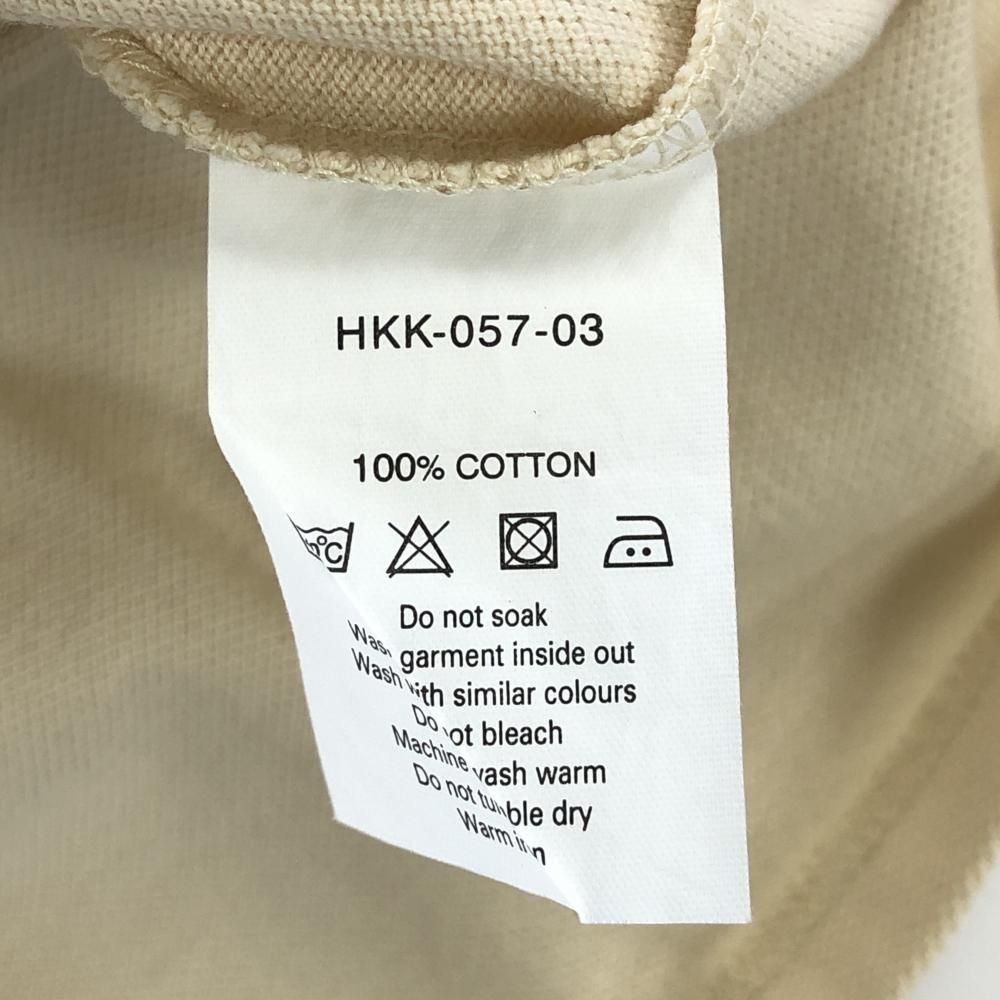 HKK-057-03
100% COTTON
°C
Do not soak
garment inside out
Wash with similar colours
Do not bleach
Machine wash warm
Do not tumble dry
Warm iron